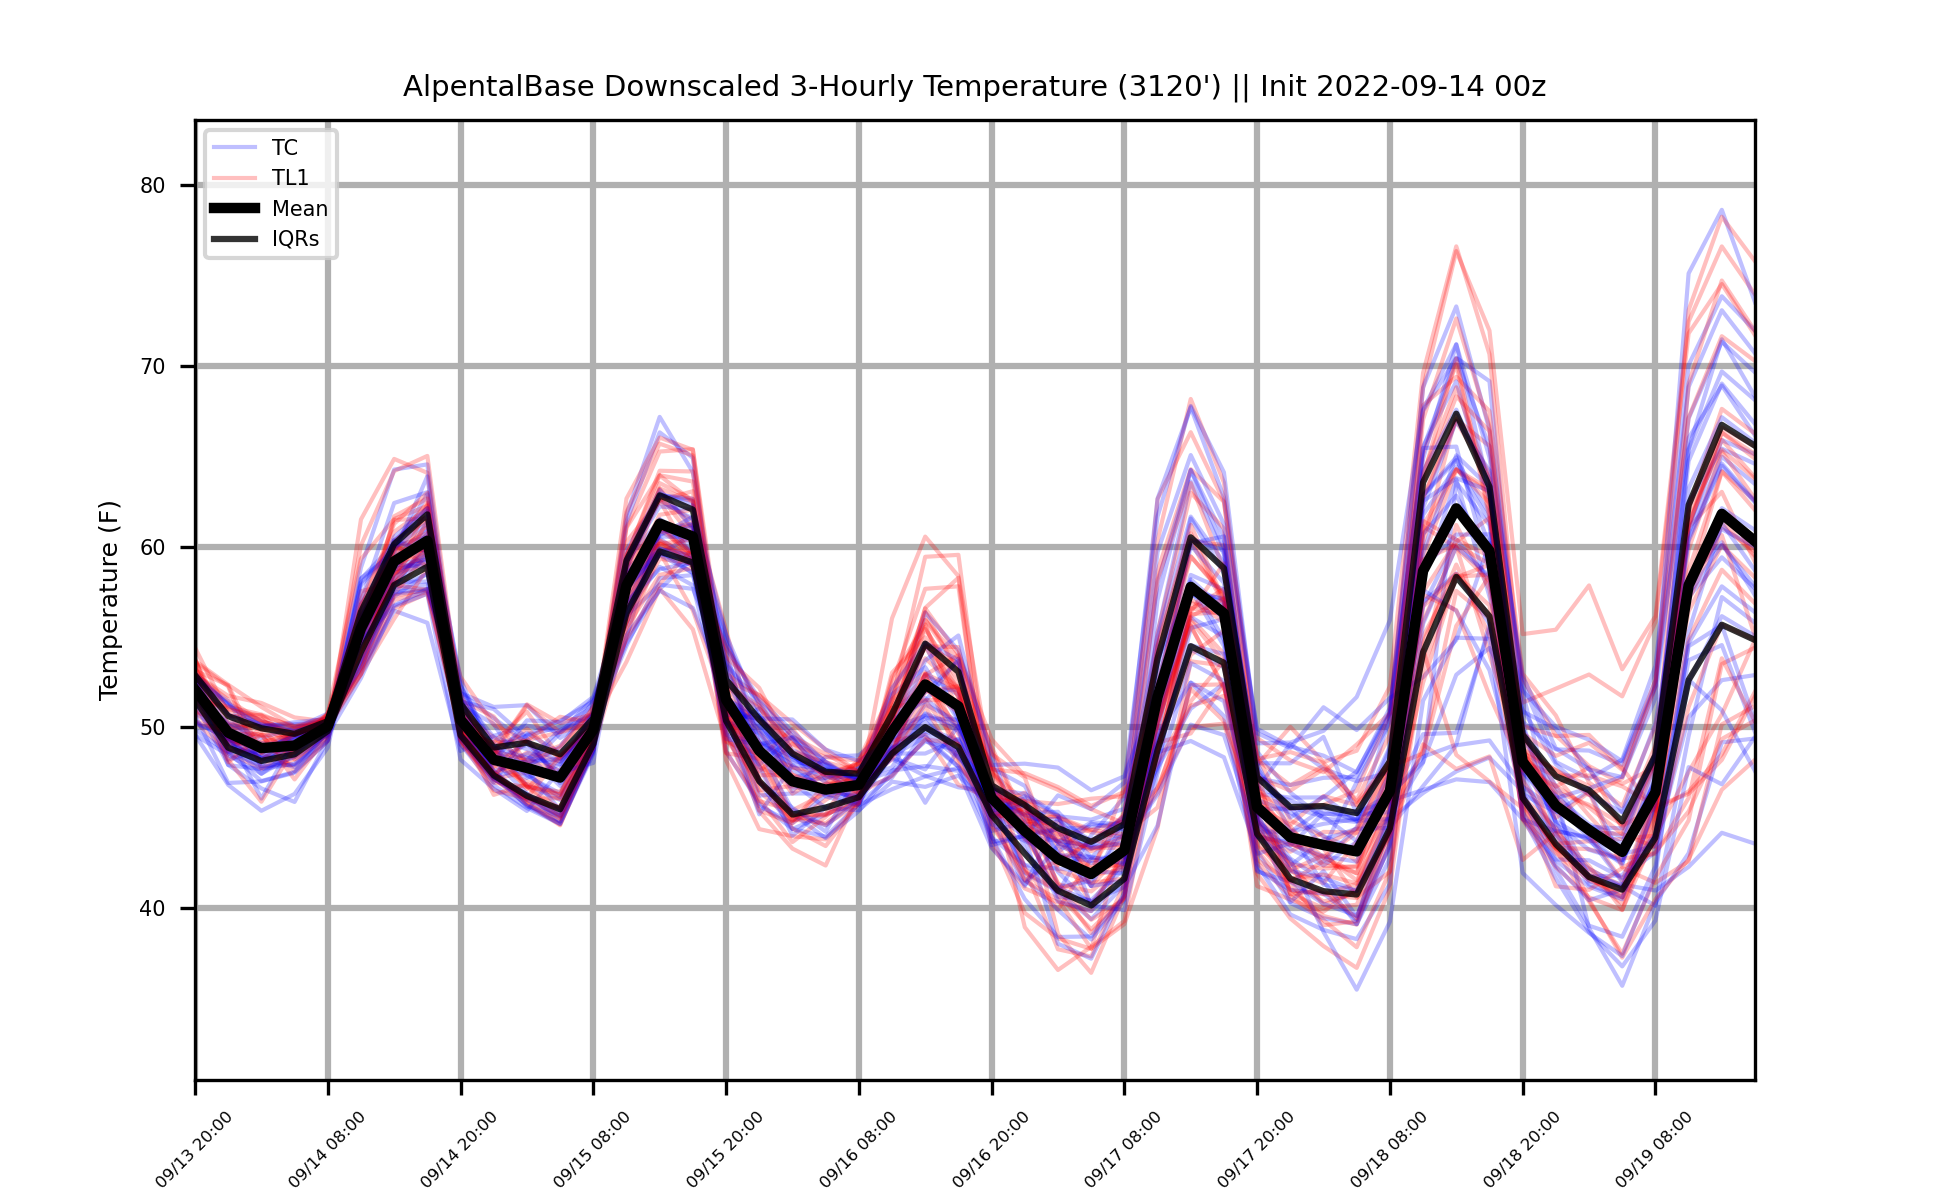 AlpentalBase Downscaled 3-Hourly Temperature (3120') || Init 2022-09-14 00z
TC
TL1
Mean
IQRs
Temperature (F)
80
70
60
50
40
09/13 20:00
09/14 08:00
09/14 20:00
09/15 08:00
09/15 20:00
09/16 08:00
09/16 20:00
09/17 08:00
09/17 20:00
09/18 08:00
09/18 20:00
09/19 08:00